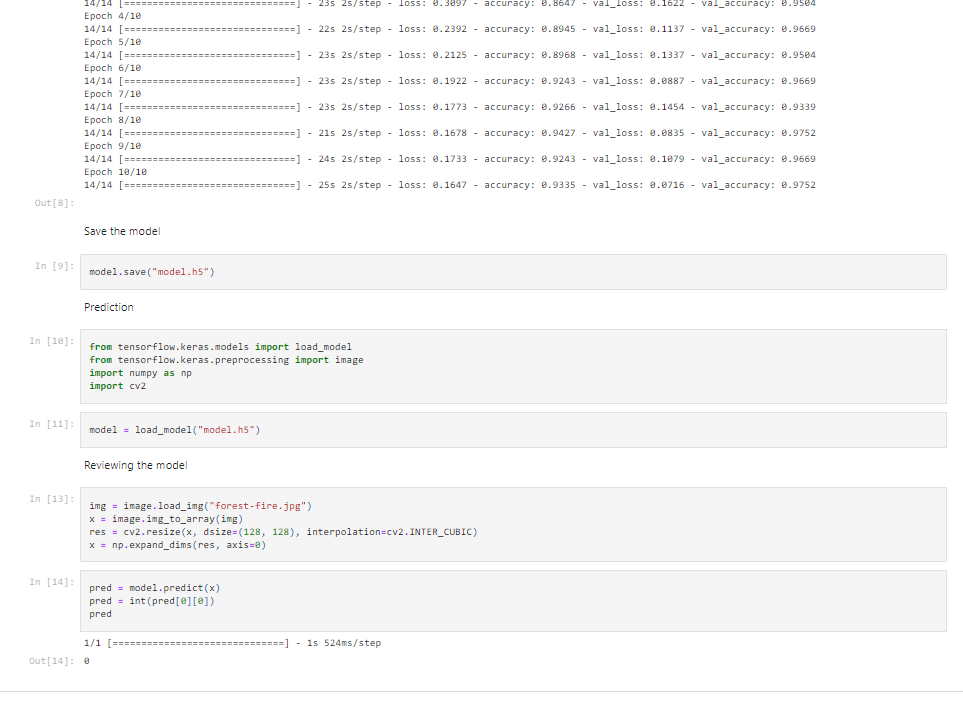 14/14 [==============================] - 23s 2s/step - loss: 0.3097 - accuracy: 0.8647 - val_loss: 0.1622 - val_accuracy: 0.9504
Epoch 4/10
14/14 [==============================] - 22s 2s/step - loss: 0.2392 - accuracy: 0.8945 - val_loss: 0.1137 - val_accuracy: 0.9669
Epoch 5/10
14/14 [==============================] - 23s 2s/step - loss: 0.2125 - accuracy: 0.8968 - val_loss: 0.1337 - val_accuracy: 0.9504
Epoch 6/10
14/14 [==============================] - 23s 2s/step - loss: 0.1922 - accuracy: 0.9243 - val_loss: 0.0887 - val_accuracy: 0.9669
Epoch 7/10
14/14 [==============================] - 23s 2s/step - loss: 0.1773 - accuracy: 0.9266 - val_loss: 0.1454 - val_accuracy: 0.9339
Epoch 8/10
14/14 [==============================] - 21s 2s/step - loss: 0.1678 - accuracy: 0.9427 - val_loss: 0.0835 - val_accuracy: 0.9752
Epoch 9/10
14/14 [==============================] - 24s 2s/step - loss: 0.1733 - accuracy: 0.9243 - val_loss: 0.1079 - val_accuracy: 0.9669
Epoch 10/10
14/14 [==============================] - 25s 2s/step - loss: 0.1647 - accuracy: 0.9335 - val_loss: 0.0716 - val_accuracy: 0.9752
Out[8]:
Save the model
In [9]:
model.save("model.h5")
Prediction
In [10]:
from tensorflow.keras.models import load_model
from tensorflow.keras.preprocessing import image
import numpy as np
import cv2
In [11]:
model = load_model("model.h5")
Reviewing the model
In [13]:
img = image.load_img("forest-fire.jpg")
x = image.img_to_array(img)
res = cv2.resize(x, dsize=(128, 128), interpolation=cv2.INTER_CUBIC)
x = np.expand_dims(res, axis=0)
In [14]:
pred = model.predict(x)
pred = int(pred[0][0])
pred
1/1 [==============================] - 1s 524ms/step
Out[14]: 0